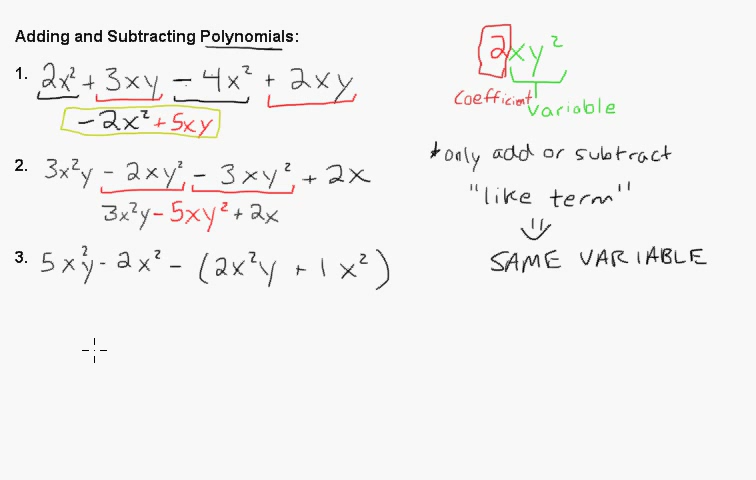 Adding and Subtracting Polynomials:
1. 2x² + 3xy - 4x² + 2xy
-2x² + 5xy
2. 3x²y - 2xy² - 3xy² + 2x
3x²y - 5xy² + 2x
3. 5x²y - 2x² - (2x²y + 1x²)
2xy²
coefficient
variable
*only add or subtract
"like term"
⇓
SAME VARIABLE